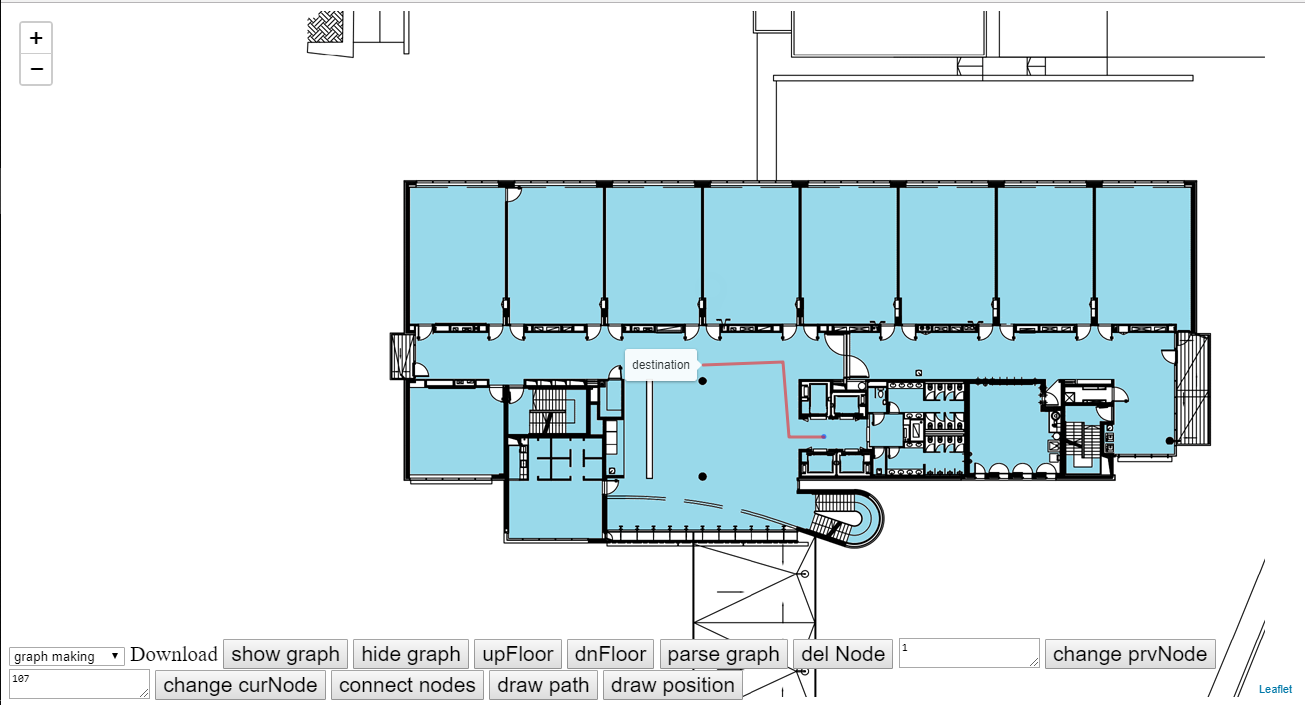 +
−
destination
graph making Download show graph hide graph upFloor dnFloor parse graph del Node 1 change prvNode
107 change curNode connect nodes draw path draw position
Leaflet